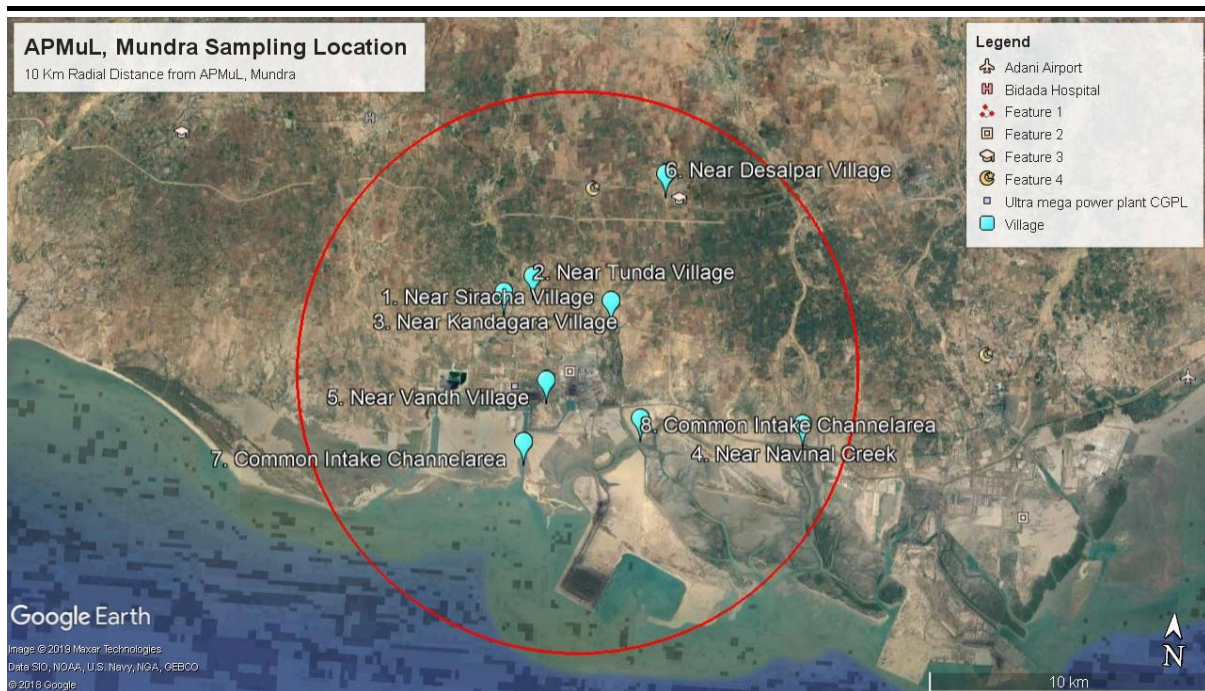 APMuL, Mundra Sampling Location
10 Km Radial Distance from APMuL, Mundra
Legend
Adani Airport
Bidada Hospital
Feature 1
Feature 2
Feature 3
Feature 4
Ultra mega power plant CGPL
Village
6. Near Desalpar Village
2. Near Tunda Village
1. Near Siracha Village
3. Near Kandagara Village
5. Near Vandh Village
8. Common Intake Channelarea
7. Common Intake Channelarea
4. Near Navinal Creek
Google Earth
Image © 2019 Maxar Technologies
Data SIO, NOAA, U.S. Navy, NGA, GEBCO
© 2018 Google
N
10 km